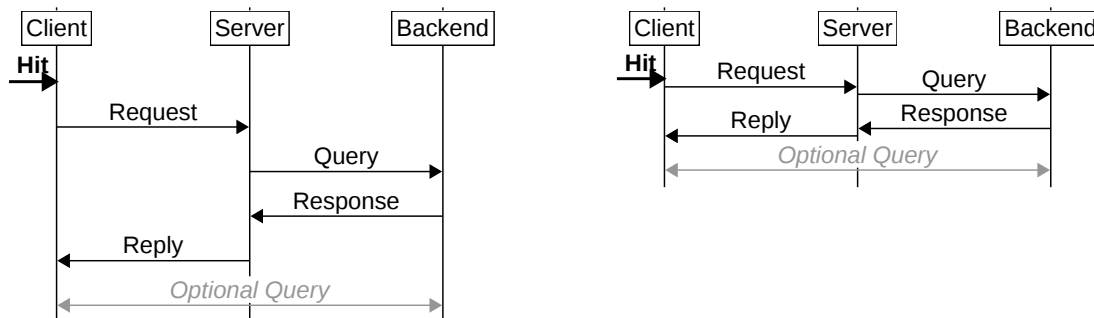 Client
Server
Backend
Hit
Request
Query
Response
Reply
Optional Query
Client
Server
Backend
Hit
Request
Query
Response
Reply
Optional Query